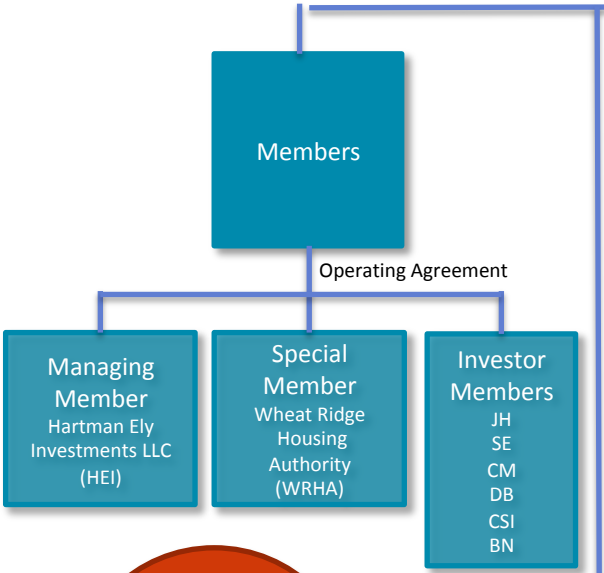 Members
Operating Agreement
Managing
Member
Hartman Ely
Investments LLC
(HEI)
Special
Member
Wheat Ridge
Housing
Authority
(WRHA)
Investor
Members
JH
SE
CM
DB
CSI
BN